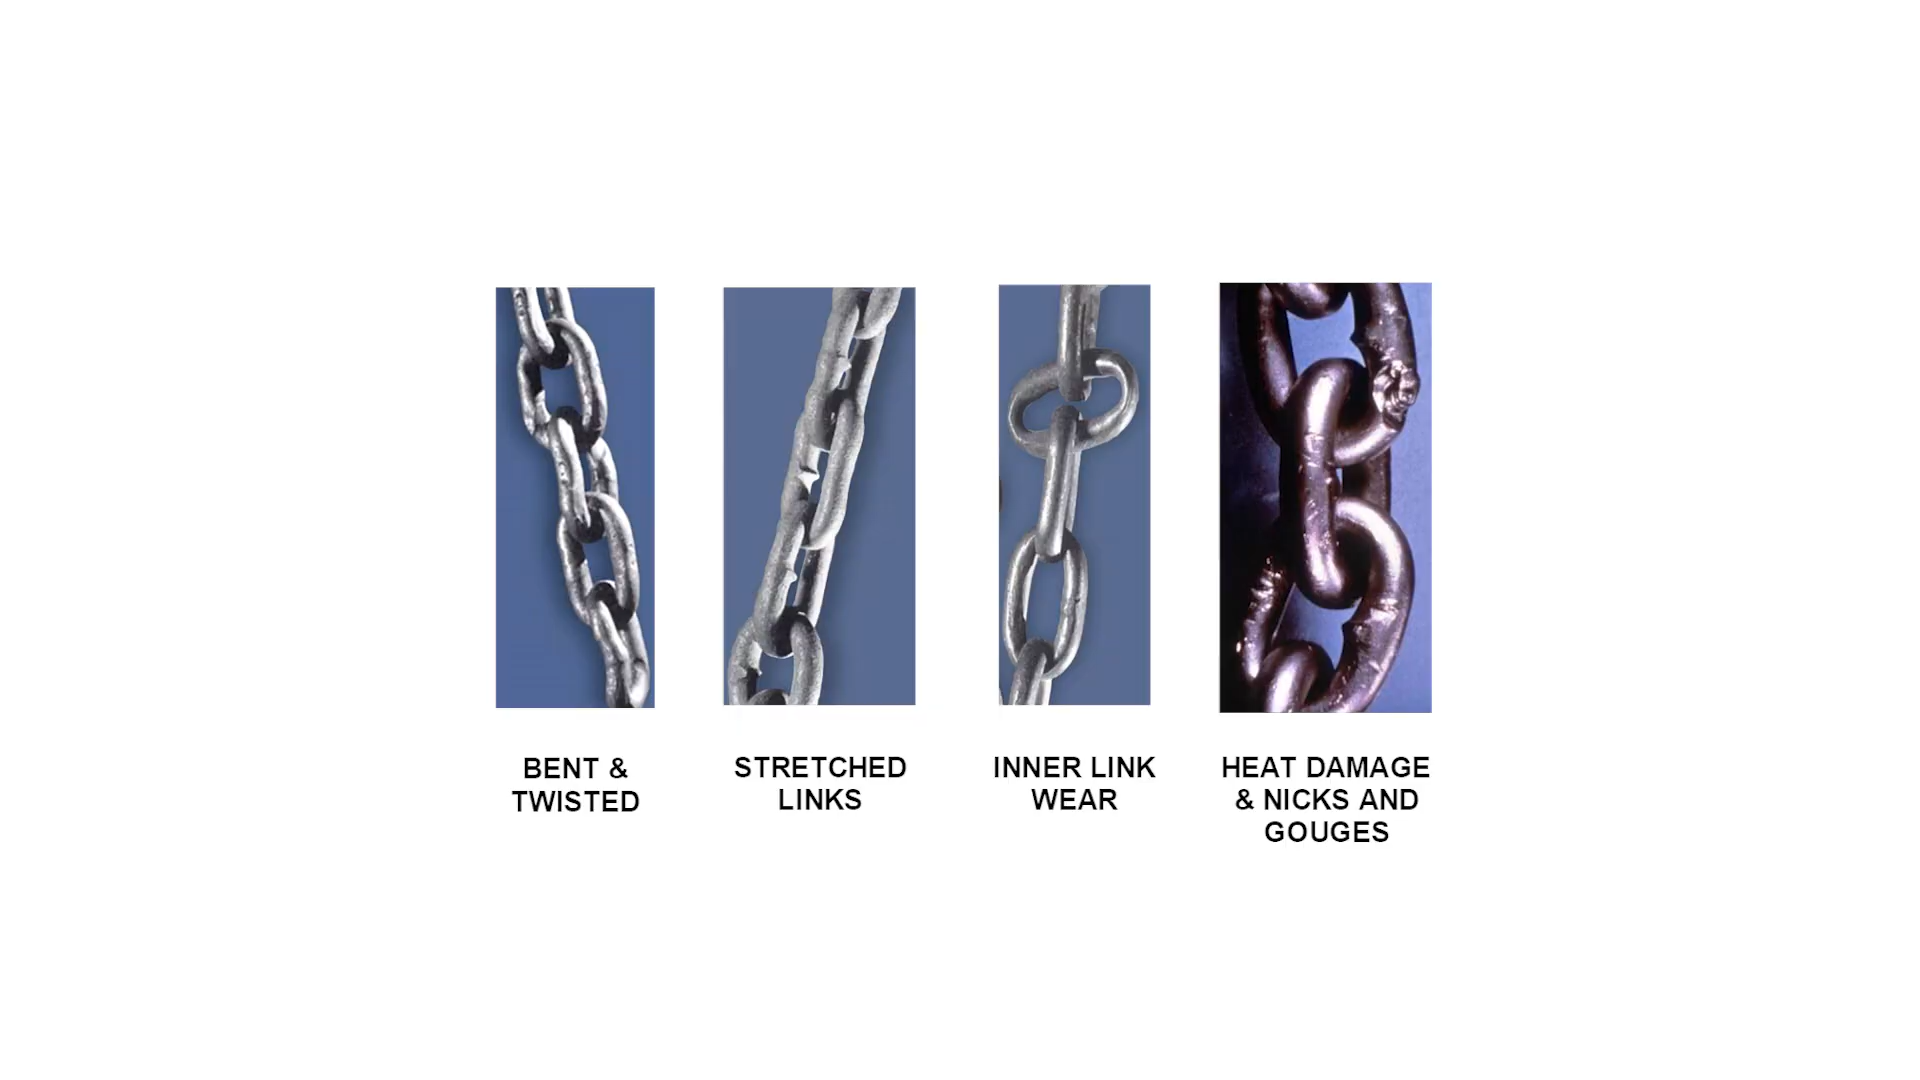 BENT &
TWISTED
STRETCHED
LINKS
INNER LINK
WEAR
HEAT DAMAGE
& NICKS AND
GOUGES